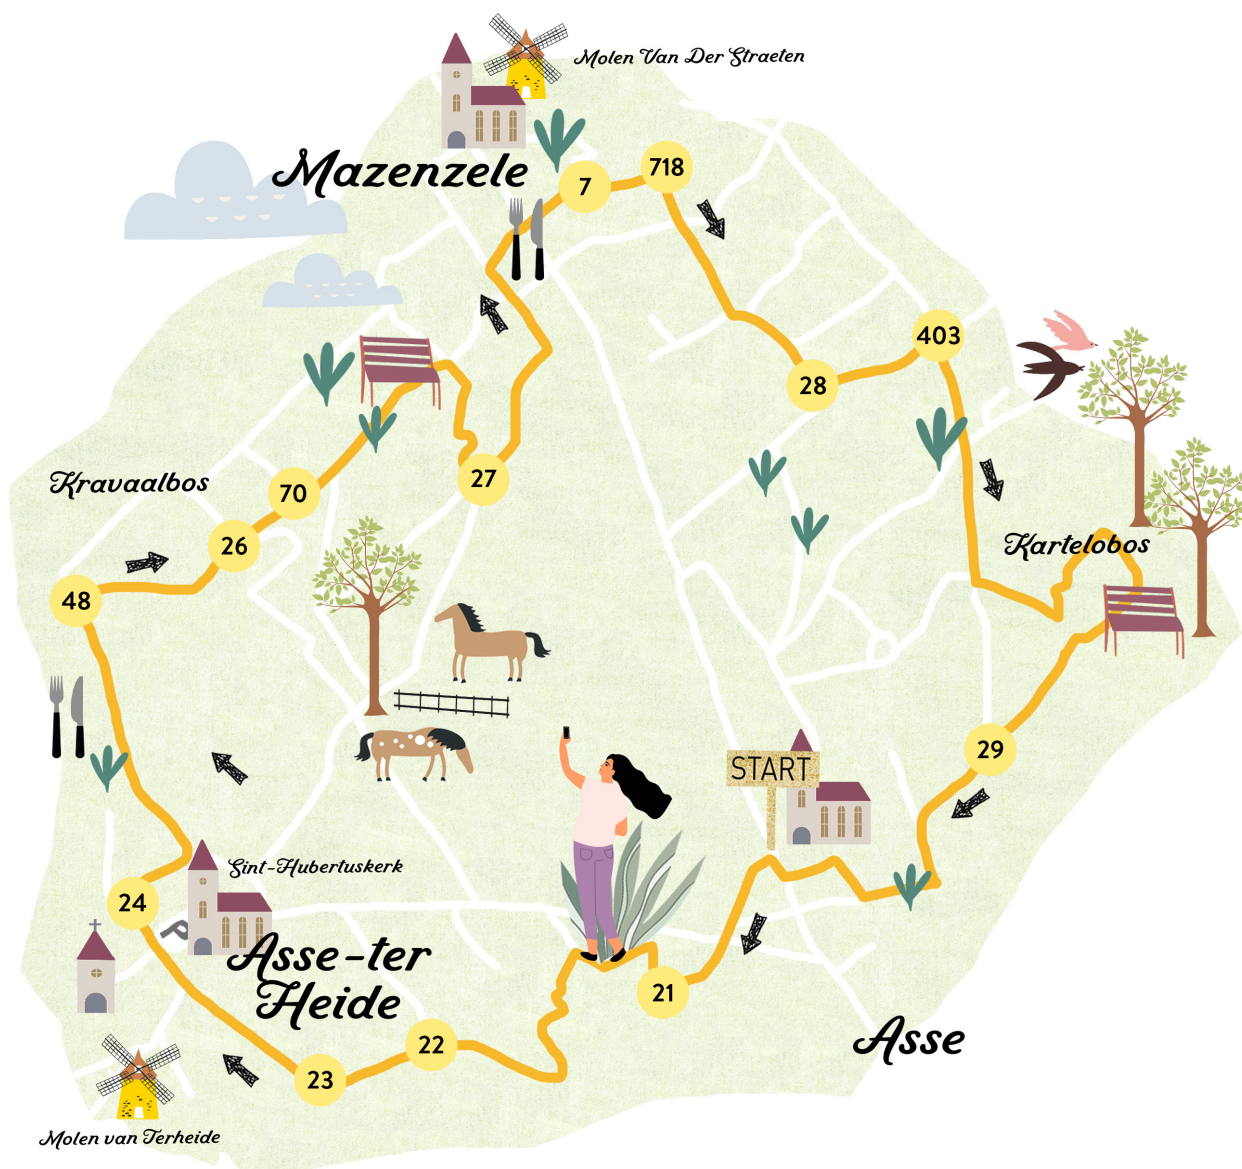 Molen Van Der Straeten
Mazenzele
7
718
403
28
Kravaalbos
70
27
26
Kartelobos
48
29
START
Sint-Hubertuskerk
24
Asse-ter
Heide
21
22
Asse
23
Molen van Terheide